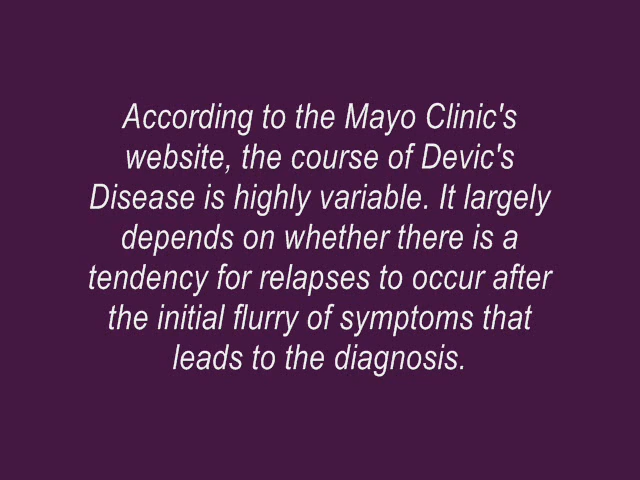 According to the Mayo Clinic's
website, the course of Devic's
Disease is highly variable. It largely
depends on whether there is a
tendency for relapses to occur after
the initial flurry of symptoms that
leads to the diagnosis.